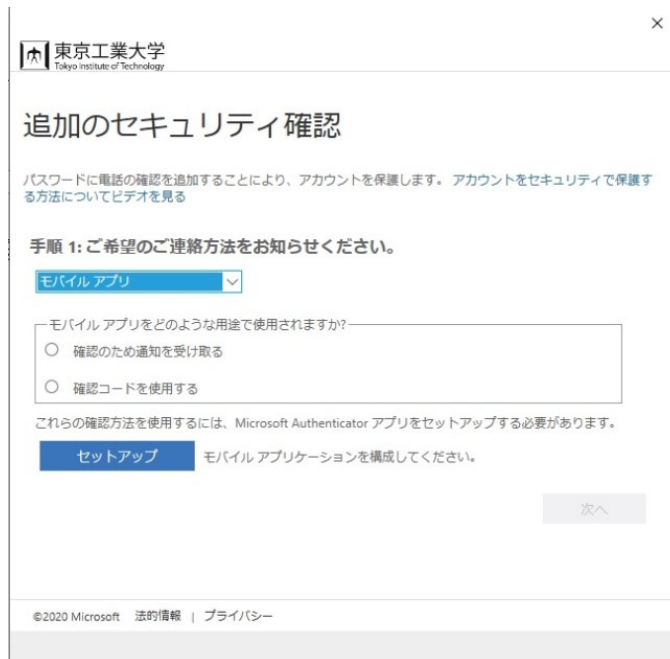 東京工業大学
Tokyo Institute of Technology
追加のセキュリティ確認
パスワードに電話の確認を追加することにより、アカウントを保護します。 アカウントをセキュリティで保護す
る方法についてビデオを見る
手順 1: ご希望のご連絡方法をお知らせください。
モバイル アプリ
モバイル アプリをどのような用途で使用されますか?
確認のため通知を受け取る
確認コードを使用する
これらの確認方法を使用するには、Microsoft Authenticator アプリをセットアップする必要があります。
セットアップ モバイル アプリケーションを構成してください。
次へ
©2020 Microsoft 法的情報 | プライバシー